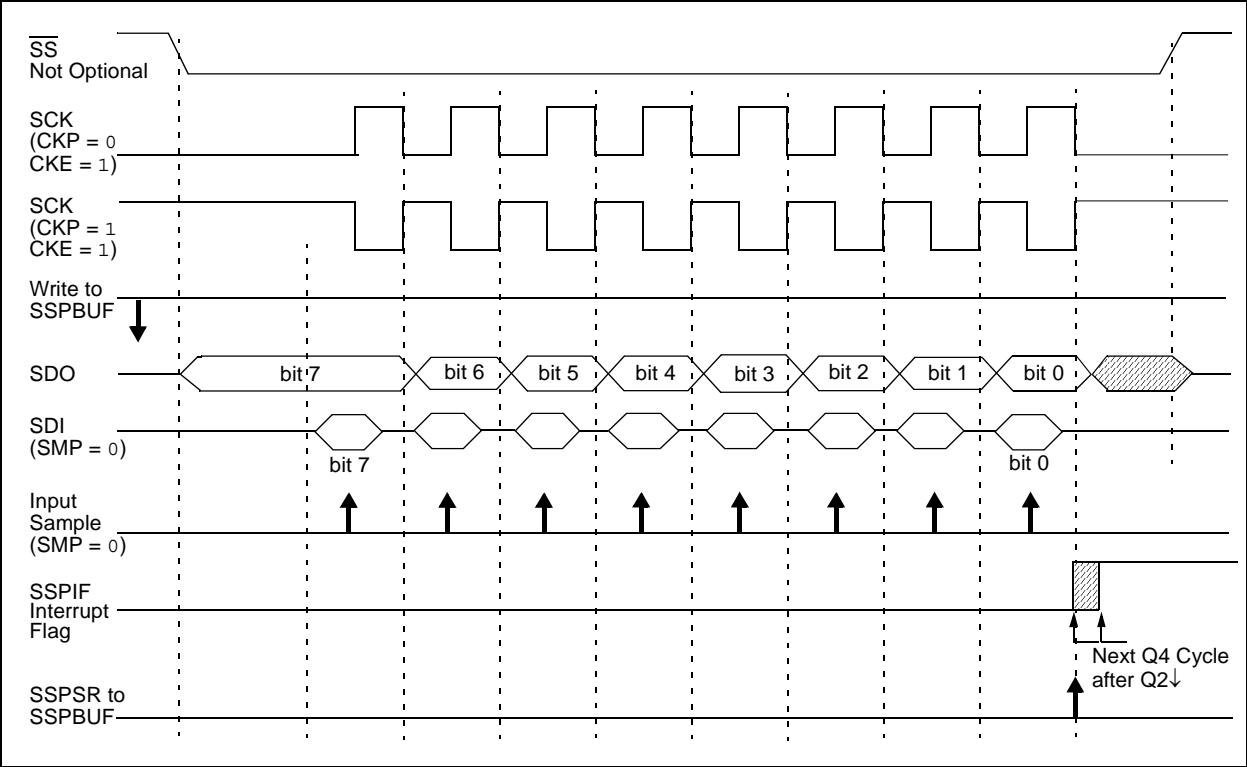 SS
Not Optional
SCK
(CKP = 0
CKE = 1)
SCK
(CKP = 1
CKE = 1)
Write to
SSPBUF
SDO
bit 7
bit 6
bit 5
bit 4
bit 3
bit 2
bit 1
bit 0
SDI
(SMP = 0)
bit 7
bit 0
Input
Sample
(SMP = 0)
SSPIF
Interrupt
Flag
Next Q4 Cycle
after Q2↓
SSPSR to
SSPBUF